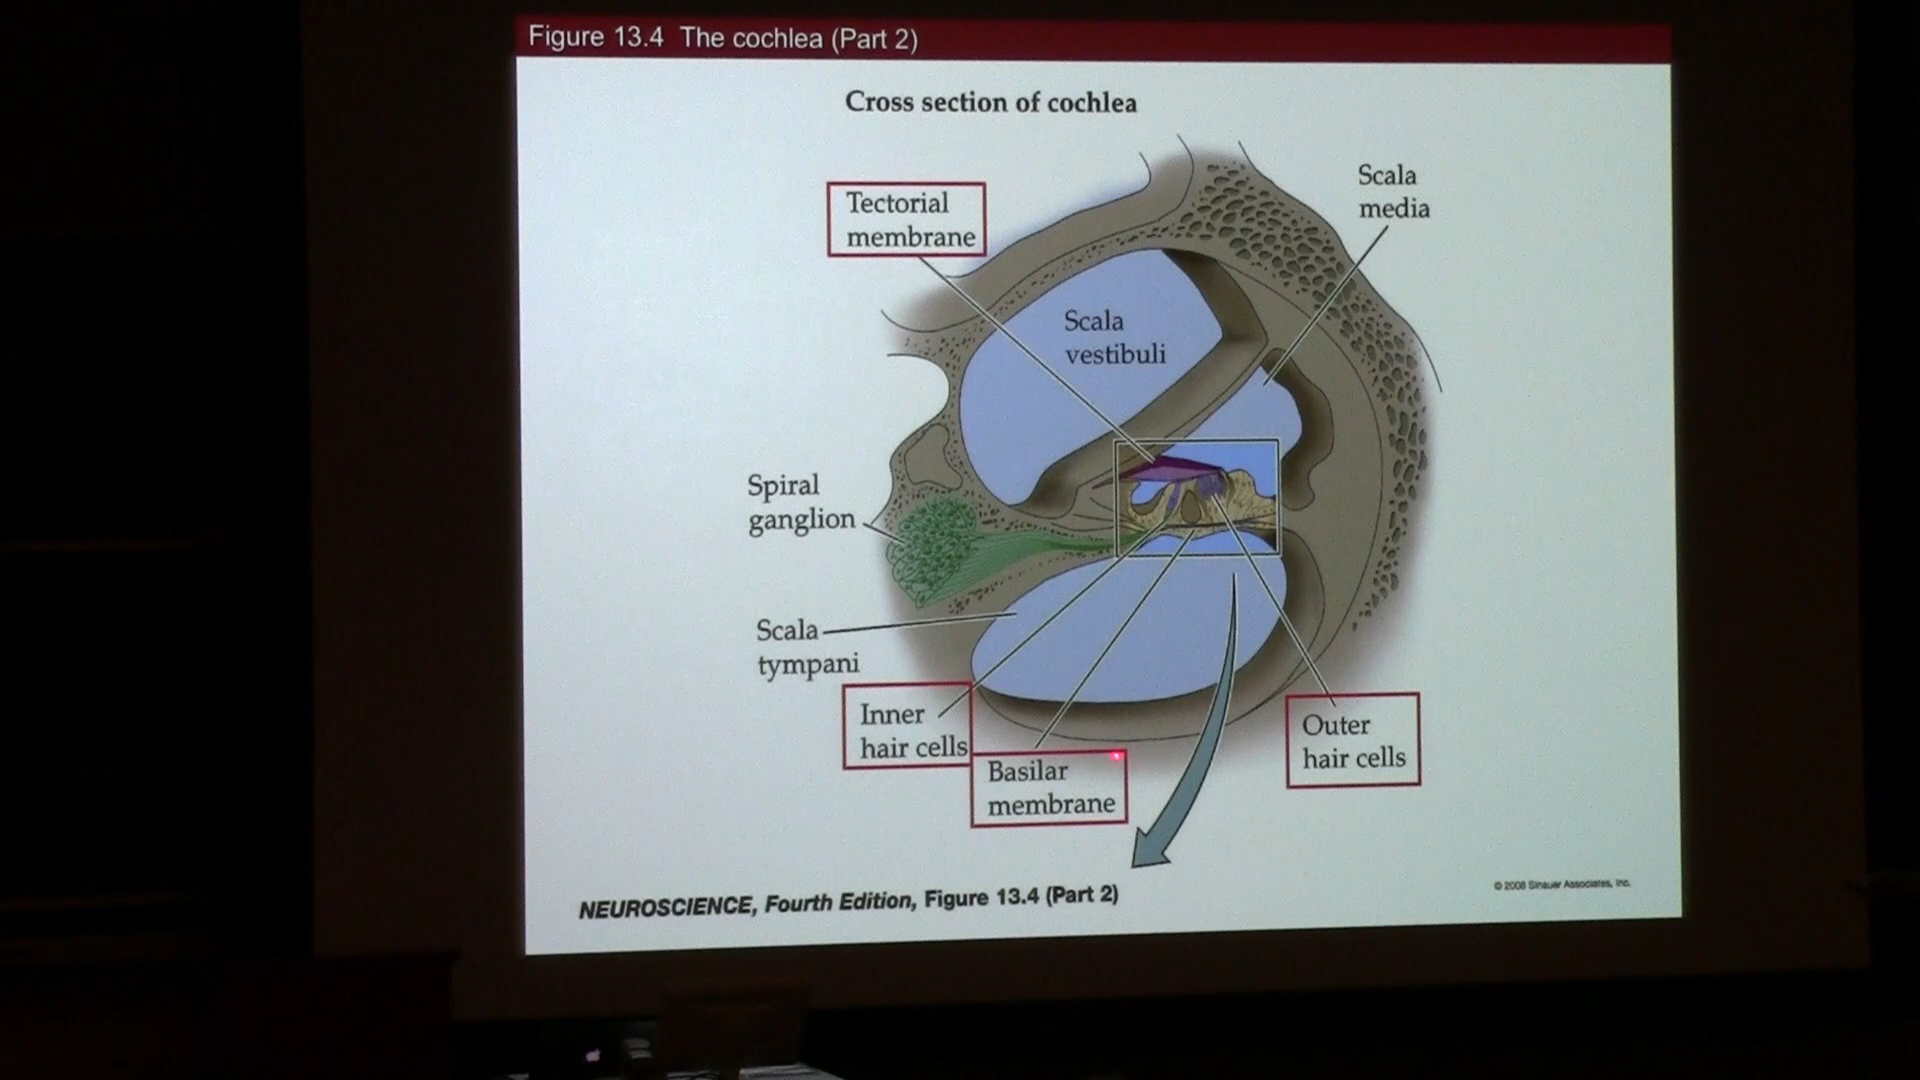 Figure 13.4 The cochlea (Part 2)
Cross section of cochlea
Tectorial
membrane
Scala
media
Scala
vestibuli
Spiral
ganglion
Scala
tympani
Inner
hair cells
Basilar
membrane
Outer
hair cells
NEUROSCIENCE, Fourth Edition, Figure 13.4 (Part 2)
© 2008 Sinauer Associates, Inc.